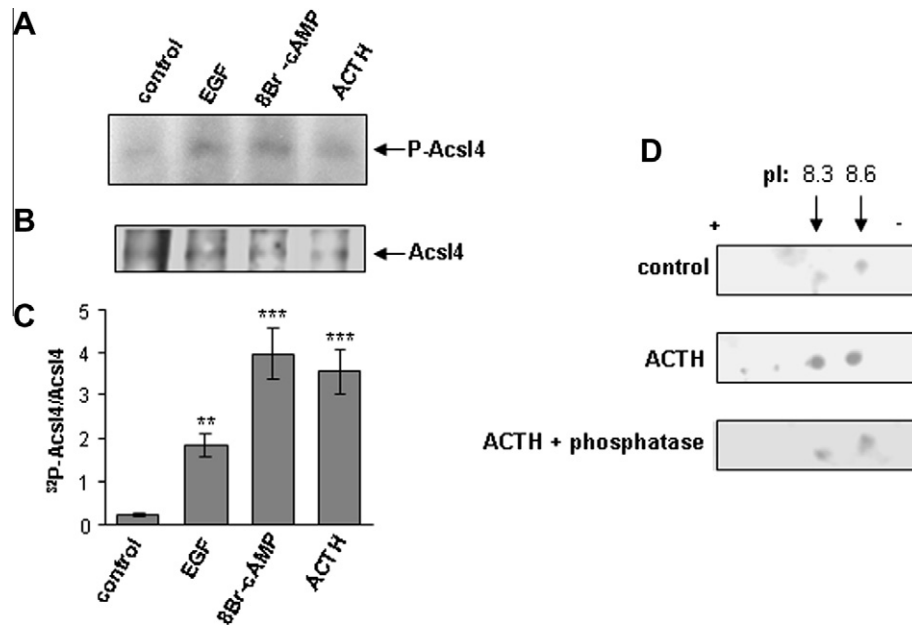 A
control EGF 8Br-cAMP ACTH
P-Acsl4
B
Acsl4
C
³²P-Acsl4/Acsl4
5
4
3
2
1
0
** *** ***
control EGF 8Br-cAMP ACTH
D
pI: 8.3 8.6
+ -
control
ACTH
ACTH + phosphatase